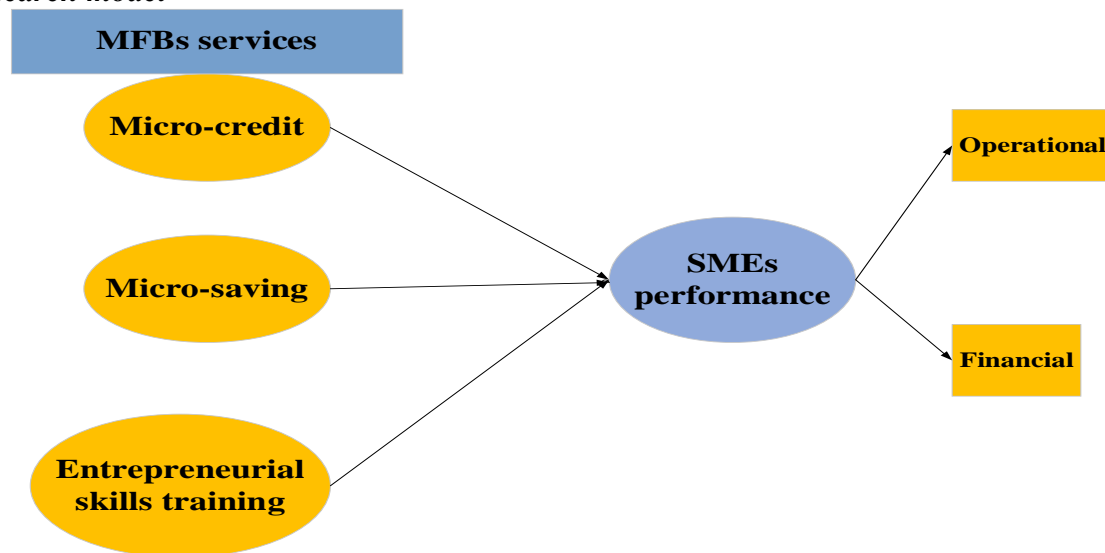 MFBs services
Micro-credit
Operational
SMEs
performance
Micro-saving
Financial
Entrepreneurial
skills training